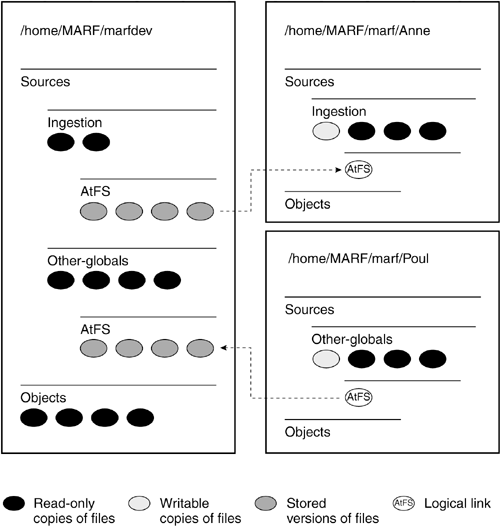 /home/MARF/marfdev
Sources
Ingestion
AtFS
Other-globals
AtFS
Objects
/home/MARF/marf/Anne
Sources
Ingestion
AtFS
Objects
/home/MARF/marf/Poul
Sources
Other-globals
AtFS
Objects
Read-only
copies of files
Writable
copies of files
Stored
versions of files
AtFS
Logical link